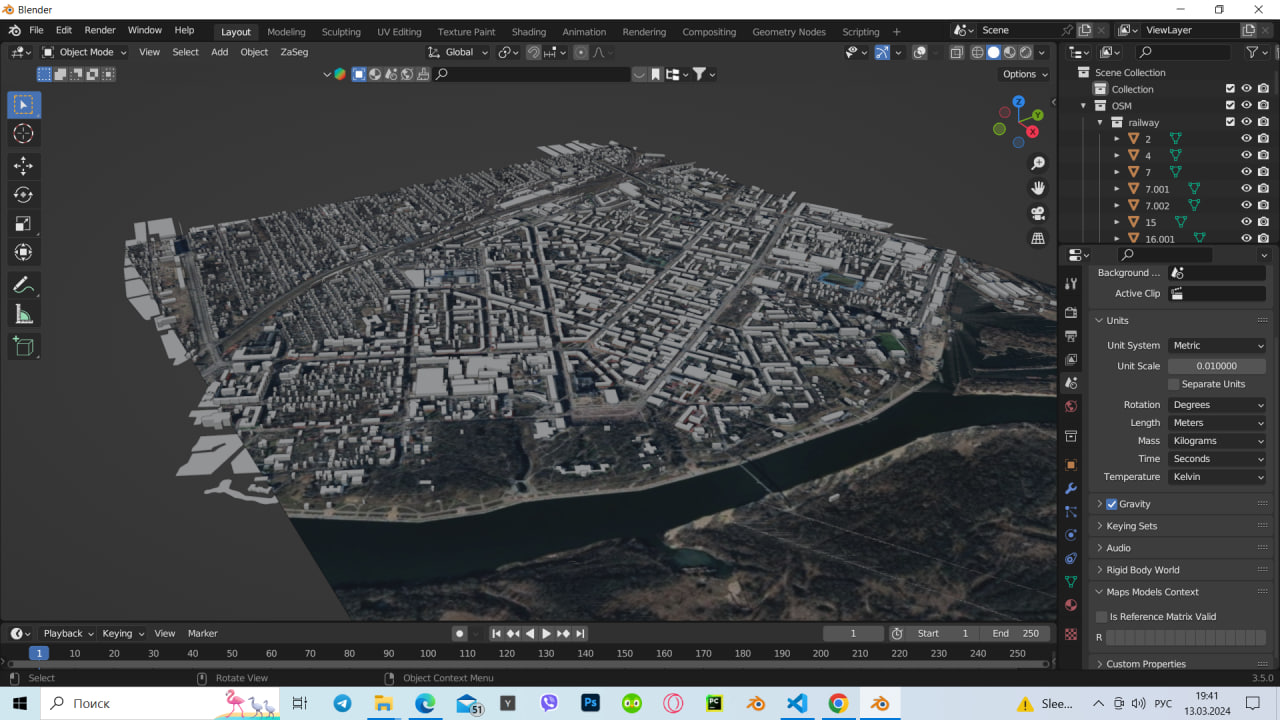 Blender
File Edit Render Window Help Layout Modeling Sculpting UV Editing Texture Paint Shading Animation Rendering Compositing Geometry Nodes Scripting + Scene ViewLayer
Object Mode View Select Add Object ZaSeg Global
Options
Z
Y
X
Scene Collection
Collection
OSM
railway
2
4
7
7.001
7.002
15
16.001
Background ...
Active Clip
Units
Unit System Metric
Unit Scale 0.010000
Separate Units
Rotation Degrees
Length Meters
Mass Kilograms
Time Seconds
Temperature Kelvin
Gravity
Keying Sets
Audio
Rigid Body World
Maps Models Context
Is Reference Matrix Valid
R
Custom Properties
Playback Keying View Marker 1 Start 1 End 250
1 10 20 30 40 50 60 70 80 90 100 110 120 130 140 150 160 170 180 190 200 210 220 230 240 250
Select Rotate View Object Context Menu 3.5.0
Поиск 51 Y Ps PC Slee... РУС 19:41
13.03.2024